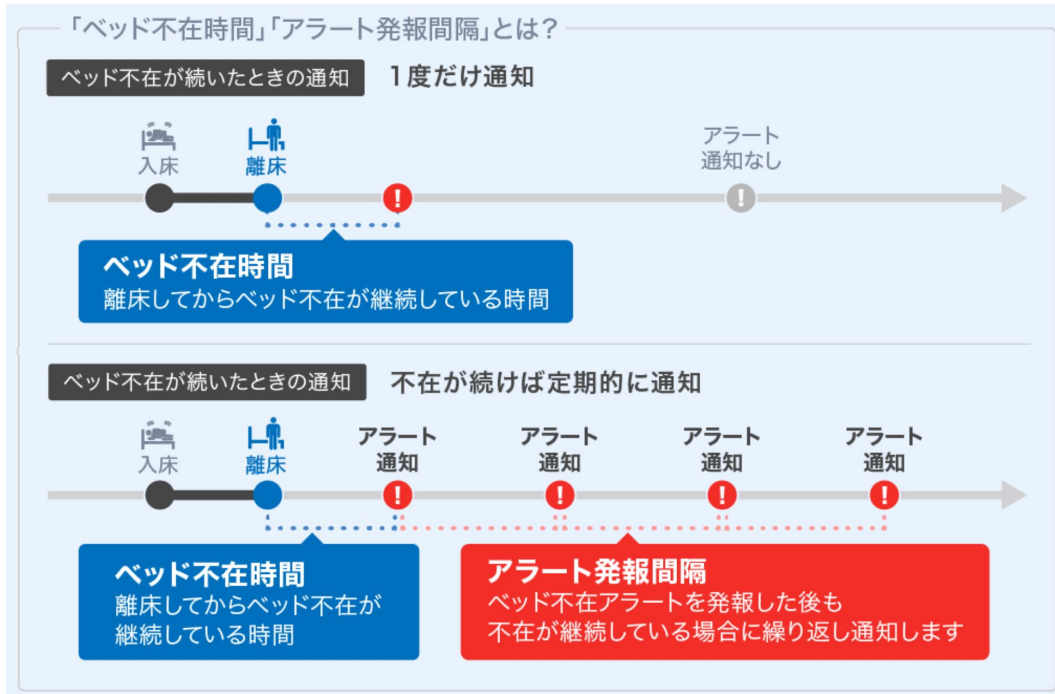 「ベッド不在時間」「アラート発報間隔」とは？
ベッド不在が続いたときの通知 1度だけ通知
入床
離床
アラート
通知なし
ベッド不在時間
離床してからベッド不在が継続している時間
ベッド不在が続いたときの通知 不在が続けば定期的に通知
入床
離床
アラート
通知
アラート
通知
アラート
通知
アラート
通知
ベッド不在時間
離床してからベッド不在が
継続している時間
アラート発報間隔
ベッド不在アラートを発報した後も
不在が継続している場合に繰り返し通知します